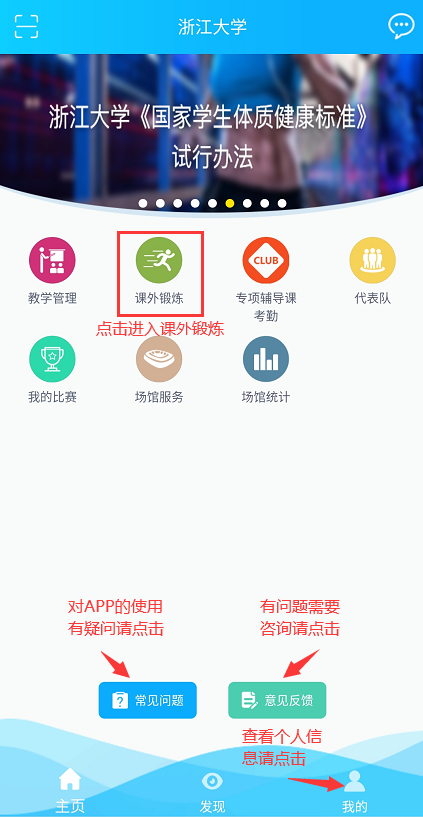 浙江大学
浙江大学《国家学生体质健康标准》
试行办法
教学管理
课外锻炼
CLUB
专项辅导课
考勤
代表队
点击进入课外锻炼
我的比赛
场馆服务
场馆统计
对APP的使用
有疑问请点击
有问题需要
咨询请点击
常见问题
意见反馈
查看个人信
息请点击
主页
发现
我的